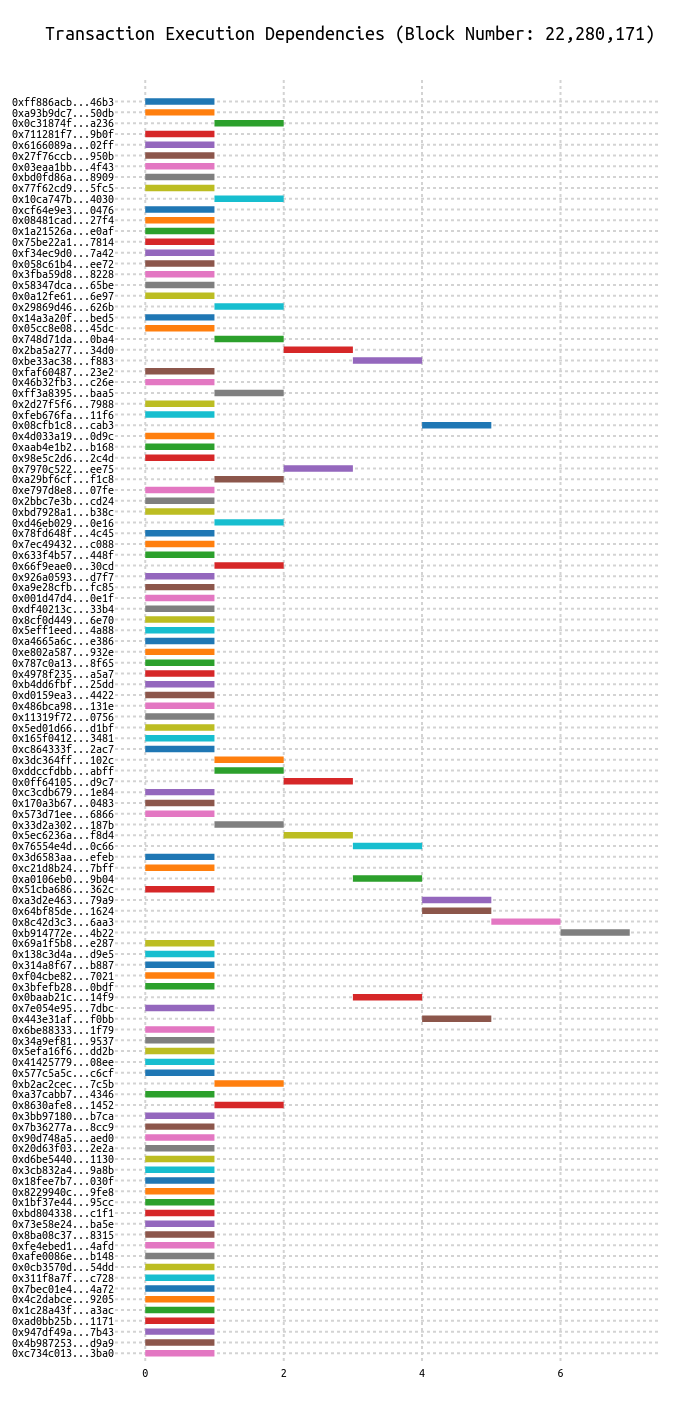 Transaction Execution Dependencies (Block Number: 22,280,171)
0xff886acb...46b3
0xa93b9dc7...50db
0x0c31874f...a236
0x711281f7...9b0f
0x6166089a...02ff
0x27f76ccb...950b
0x03eaa1bb...4f43
0xbd0fd86a...8909
0x77f62cd9...5fc5
0x10ca747b...4030
0xcf64e9e3...0476
0x08481cad...27f4
0x1a21526a...e0af
0x75be22a1...7814
0xf34ec9d0...7a42
0x058c61b4...ee72
0x3fba59d8...8228
0x58347dca...65be
0x0a12fe61...6e97
0x29869d46...626b
0x14a3a20f...bed5
0x05cc8e08...45dc
0x748d71da...0ba4
0x2ba5a277...34d0
0xbe33ac38...f883
0xfaf60487...23e2
0x46b32fb3...c26e
0xff3a8395...baa5
0x2d27f5f6...7988
0xfeb676fa...11f6
0x08cfb1c8...cab3
0x4d033a19...0d9c
0xaab4e1b2...b168
0x98e5c2d6...2c4d
0x7970c522...ee75
0xa29bf6cf...f1c8
0xe797d8e8...07fe
0x2bbc7e3b...cd24
0xbd7928a1...b38c
0xd46eb029...0e16
0x78fd648f...4c45
0x7ec49432...c088
0x633f4b57...448f
0x66f9eae0...30cd
0x926a0593...d7f7
0xa9e28cfb...fc85
0x001d47d4...0e1f
0xdf40213c...33b4
0x8cf0d449...6e70
0x5eff1eed...4a88
0xa4665a6c...e386
0xe802a587...932e
0x787c0a13...8f65
0x4978f235...a5a7
0xb4dd6fbf...25dd
0xd0159ea3...4422
0x486bca98...131e
0x11319f72...0756
0x5ed01d66...d1bf
0x165f0412...3481
0xc864333f...2ac7
0x3dc364ff...102c
0xddccfdbb...abff
0x0ff64105...d9c7
0xc3cdb679...1e84
0x170a3b67...0483
0x573d71ee...6866
0x33d2a302...187b
0x5ec6236a...f8d4
0x76554e4d...0c66
0x3d6583aa...efeb
0xc21d8b24...7bff
0xa0106eb0...9b04
0x51cba686...362c
0xa3d2e463...79a9
0x64bf85de...1624
0x8c42d3c3...6aa3
0xb914772e...4b22
0x69a1f5b8...e287
0x138c3d4a...d9e5
0x314a8f67...b887
0xf04cbe82...7021
0x3bfefb28...0bdf
0x0baab21c...14f9
0x7e054e95...7dbc
0x443e31af...f0bb
0x6be88333...1f79
0x34a9ef81...9537
0x5efa16f6...dd2b
0x41425779...08ee
0x577c5a5c...c6cf
0xb2ac2cec...7c5b
0xa37cabb7...4346
0x8630afe8...1452
0x3bb97180...b7ca
0x7b36277a...8cc9
0x90d748a5...aed0
0x20d63f03...2e2a
0xd6be5440...1130
0x3cb832a4...9a8b
0x18fee7b7...030f
0x8229940c...9fe8
0x1bf37e44...95cc
0xbd804338...c1f1
0x73e58e24...ba5e
0x8ba08c37...8315
0xfe4ebed1...4afd
0xafe0086e...b148
0x0cb3570d...54dd
0x311f8a7f...c728
0x7bec01e4...4a72
0x4c2dabce...9205
0x1c28a43f...a3ac
0xad0bb25b...1171
0x947df49a...7b43
0x4b987253...d9a9
0xc734c013...3ba0
0 2 4 6